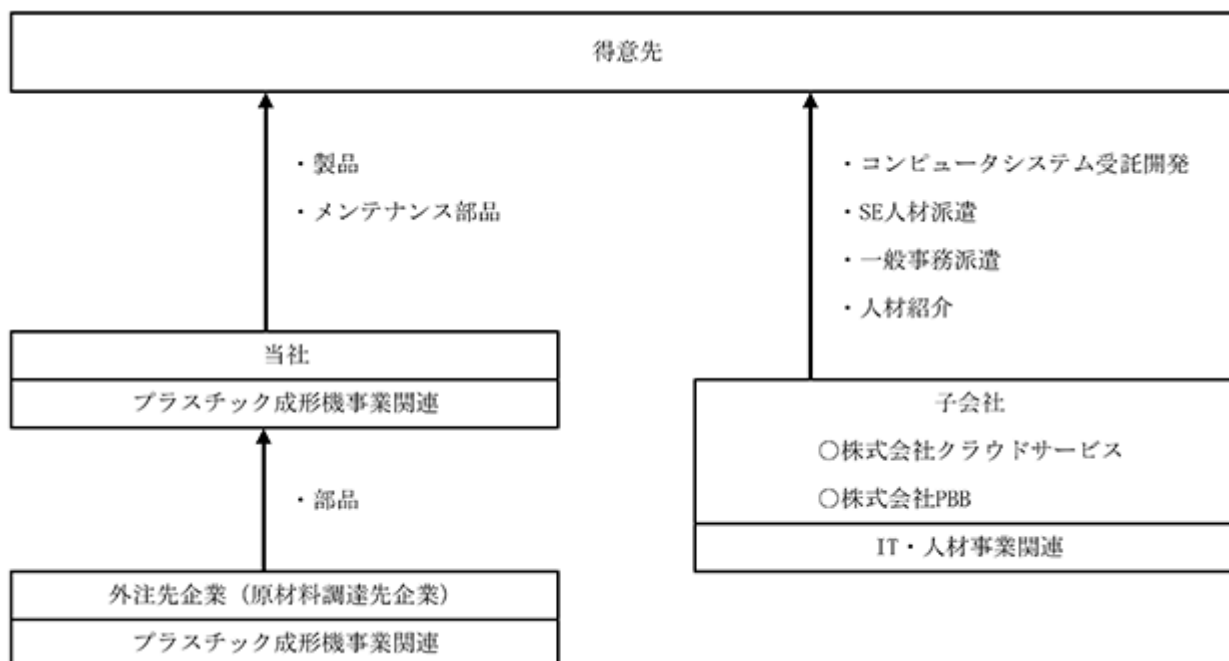 得意先
・製品
・メンテナンス部品
・コンピュータシステム受託開発
・SE人材派遣
・一般事務派遣
・人材紹介
当社
プラスチック成形機事業関連
子会社
○株式会社クラウドサービス
○株式会社PBB
IT・人材事業関連
・部品
外注先企業（原材料調達先企業）
プラスチック成形機事業関連